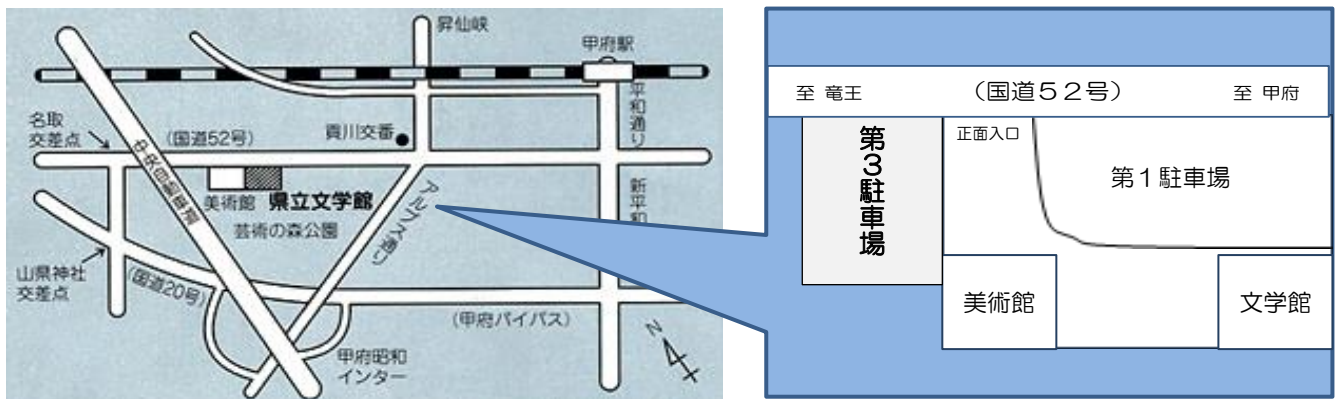 昇仙峡
甲府駅
平和通り
名取
交差点
(国道52号)
貢川交番
中央自動車道
美術館
県立文学館
芸術の森公園
アルプス通り
新平和
山県神社
交差点
(国道20号)
(甲府バイパス)
甲府昭和
インター
N
至 竜王
(国道52号)
至 甲府
第3駐車場
正面入口
第1駐車場
美術館
文学館